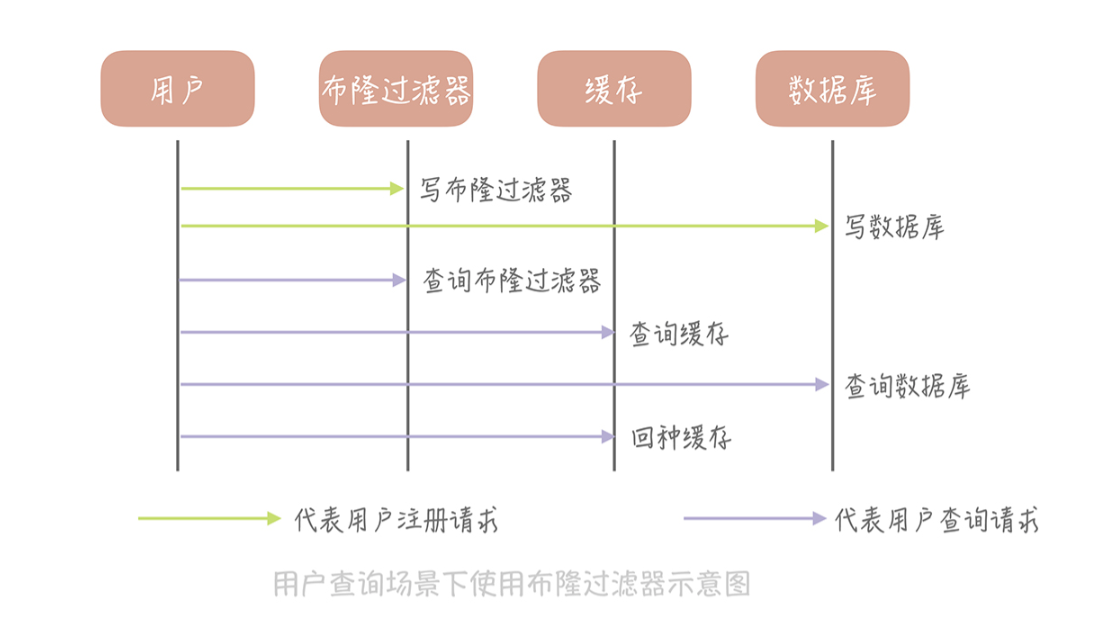 用户
布隆过滤器
缓存
数据库
写布隆过滤器
写数据库
查询布隆过滤器
查询缓存
查询数据库
回种缓存
代表用户注册请求
代表用户查询请求
用户查询场景下使用布隆过滤器示意图